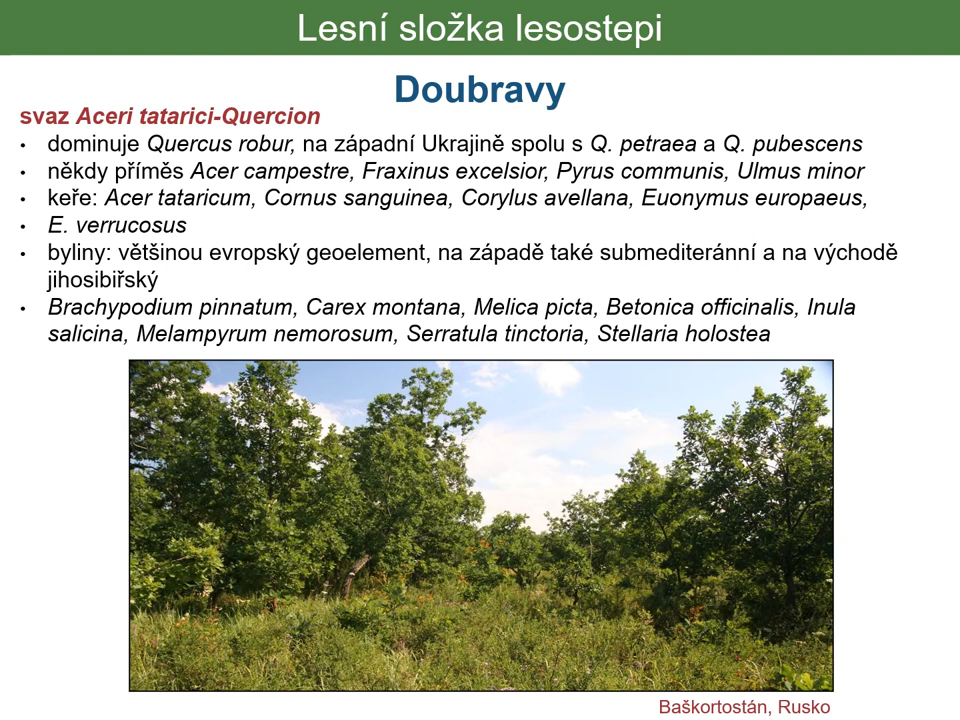 Lesní složka lesostepi
Doubravy
svaz Aceri tatarici-Quercion
• dominuje Quercus robur, na západní Ukrajině spolu s Q. petraea a Q. pubescens
• někdy příměs Acer campestre, Fraxinus excelsior, Pyrus communis, Ulmus minor
• keře: Acer tataricum, Cornus sanguinea, Corylus avellana, Euonymus europaeus,
• E. verrucosus
• byliny: většinou evropský geoelement, na západě také submediteránní a na východě
jihosibiřský
• Brachypodium pinnatum, Carex montana, Melica picta, Betonica officinalis, Inula
salicina, Melampyrum nemorosum, Serratula tinctoria, Stellaria holostea
Baškortostán, Rusko